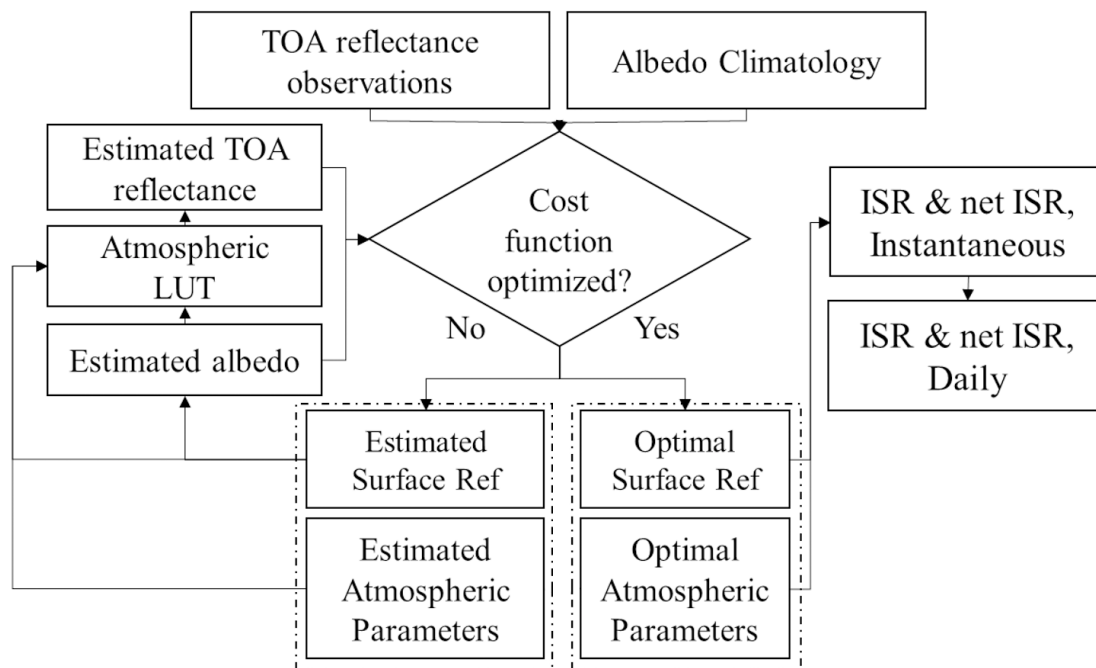 TOA reflectance
observations
Albedo Climatology
Estimated TOA
reflectance
Atmospheric
LUT
Estimated albedo
Cost
function
optimized?
No
Yes
ISR & net ISR,
Instantaneous
ISR & net ISR,
Daily
Estimated
Surface Ref
Optimal
Surface Ref
Estimated
Atmospheric
Parameters
Optimal
Atmospheric
Parameters